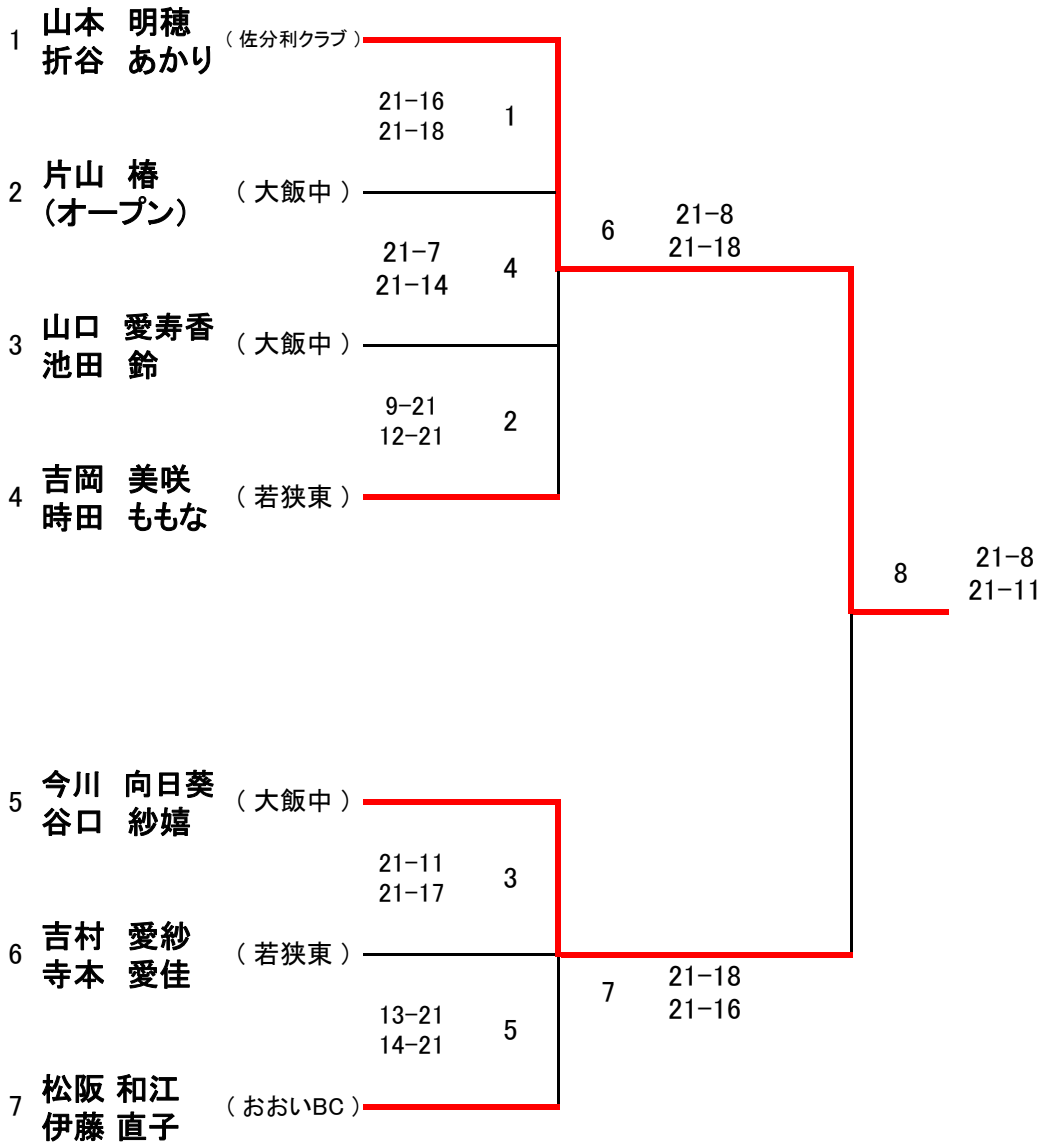 1
山本　明穂
折谷　あかり
（ 佐分利クラブ ）
21-16
21-18
1
2
片山　椿
（オープン）
（ 大飯中 ）
21-7
21-14
4
6
21-8
21-18
3
山口　愛寿香
池田　鈴
（ 大飯中 ）
9-21
12-21
2
4
吉岡　美咲
時田　ももな
（ 若狭東 ）
8
21-8
21-11
5
今川　向日葵
谷口　紗嬉
（ 大飯中 ）
21-11
21-17
3
6
吉村　愛紗
寺本　愛佳
（ 若狭東 ）
7
21-18
21-16
13-21
14-21
5
7
松阪 和江
伊藤 直子
（ おおいBC ）